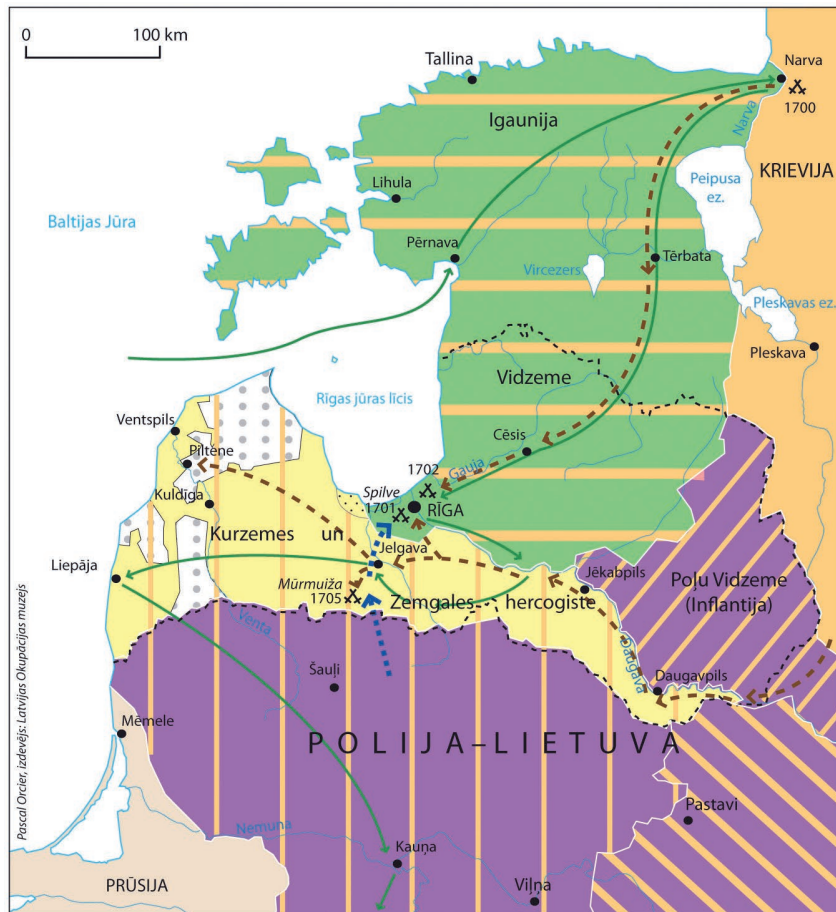 0
100 km
Tallina
Narva
1700
Narva
Igaunija
KRIEVIJA
Peipusa
ez.
Lihula
Baltijas Jūra
Pērnava
Vircezers
Tērbata
Pleskavas ez.
Pleskava
Vidzeme
Rīgas jūras līcis
Ventspils
Piltene
Cēsis
Gauja
1702
Kuldīga
Spilve
1701
RĪGA
Kurzemes un
Jelgava
Liepāja
Mūrmuiža
1705
Zemgales hercogiste
Jēkabpils
Poļu Vidzeme
(Inflantija)
Venta
Daugava
Šauļi
Daugavpils
Mēmele
POLIJA–LIETUVA
Pastavi
Nemuna
Kauņa
PRŪSIJA
Viļņa
Pascal Orcier, izdevējs: Latvijas Okupācijas muzejs